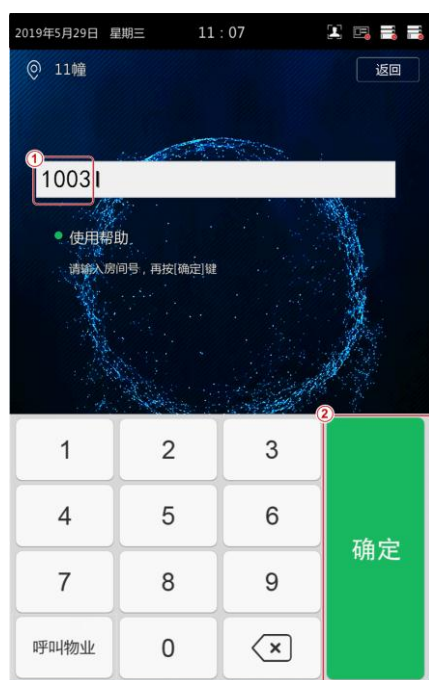 2019年5月29日 星期三 11 : 07
11幢 返回
①
1003
使用帮助
请输入房间号，再按[确定]键
②
1 2 3
4 5 6
确定
7 8 9
呼叫物业 0